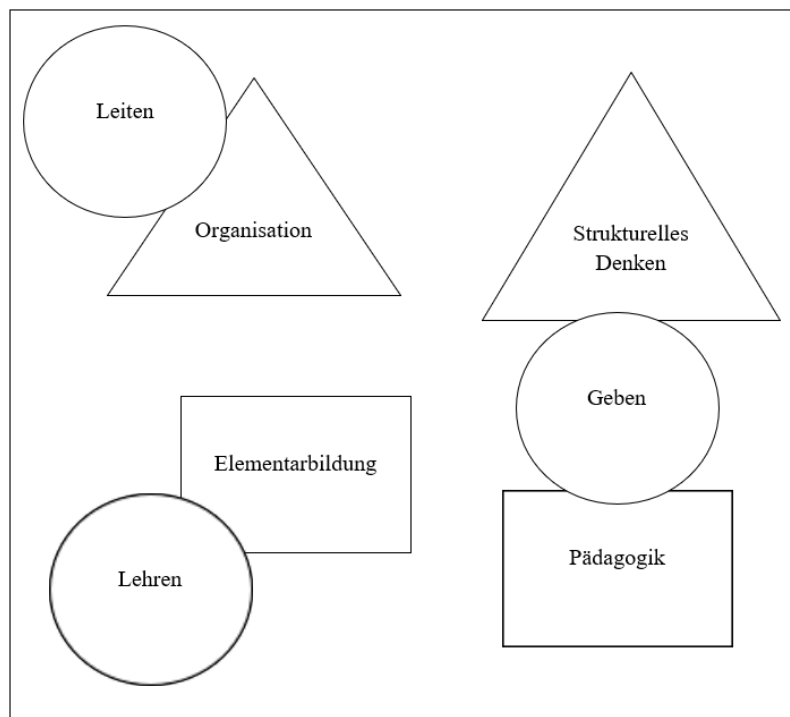 Leiten
Organisation
Strukturelles
Denken
Geben
Elementarbildung
Pädagogik
Lehren